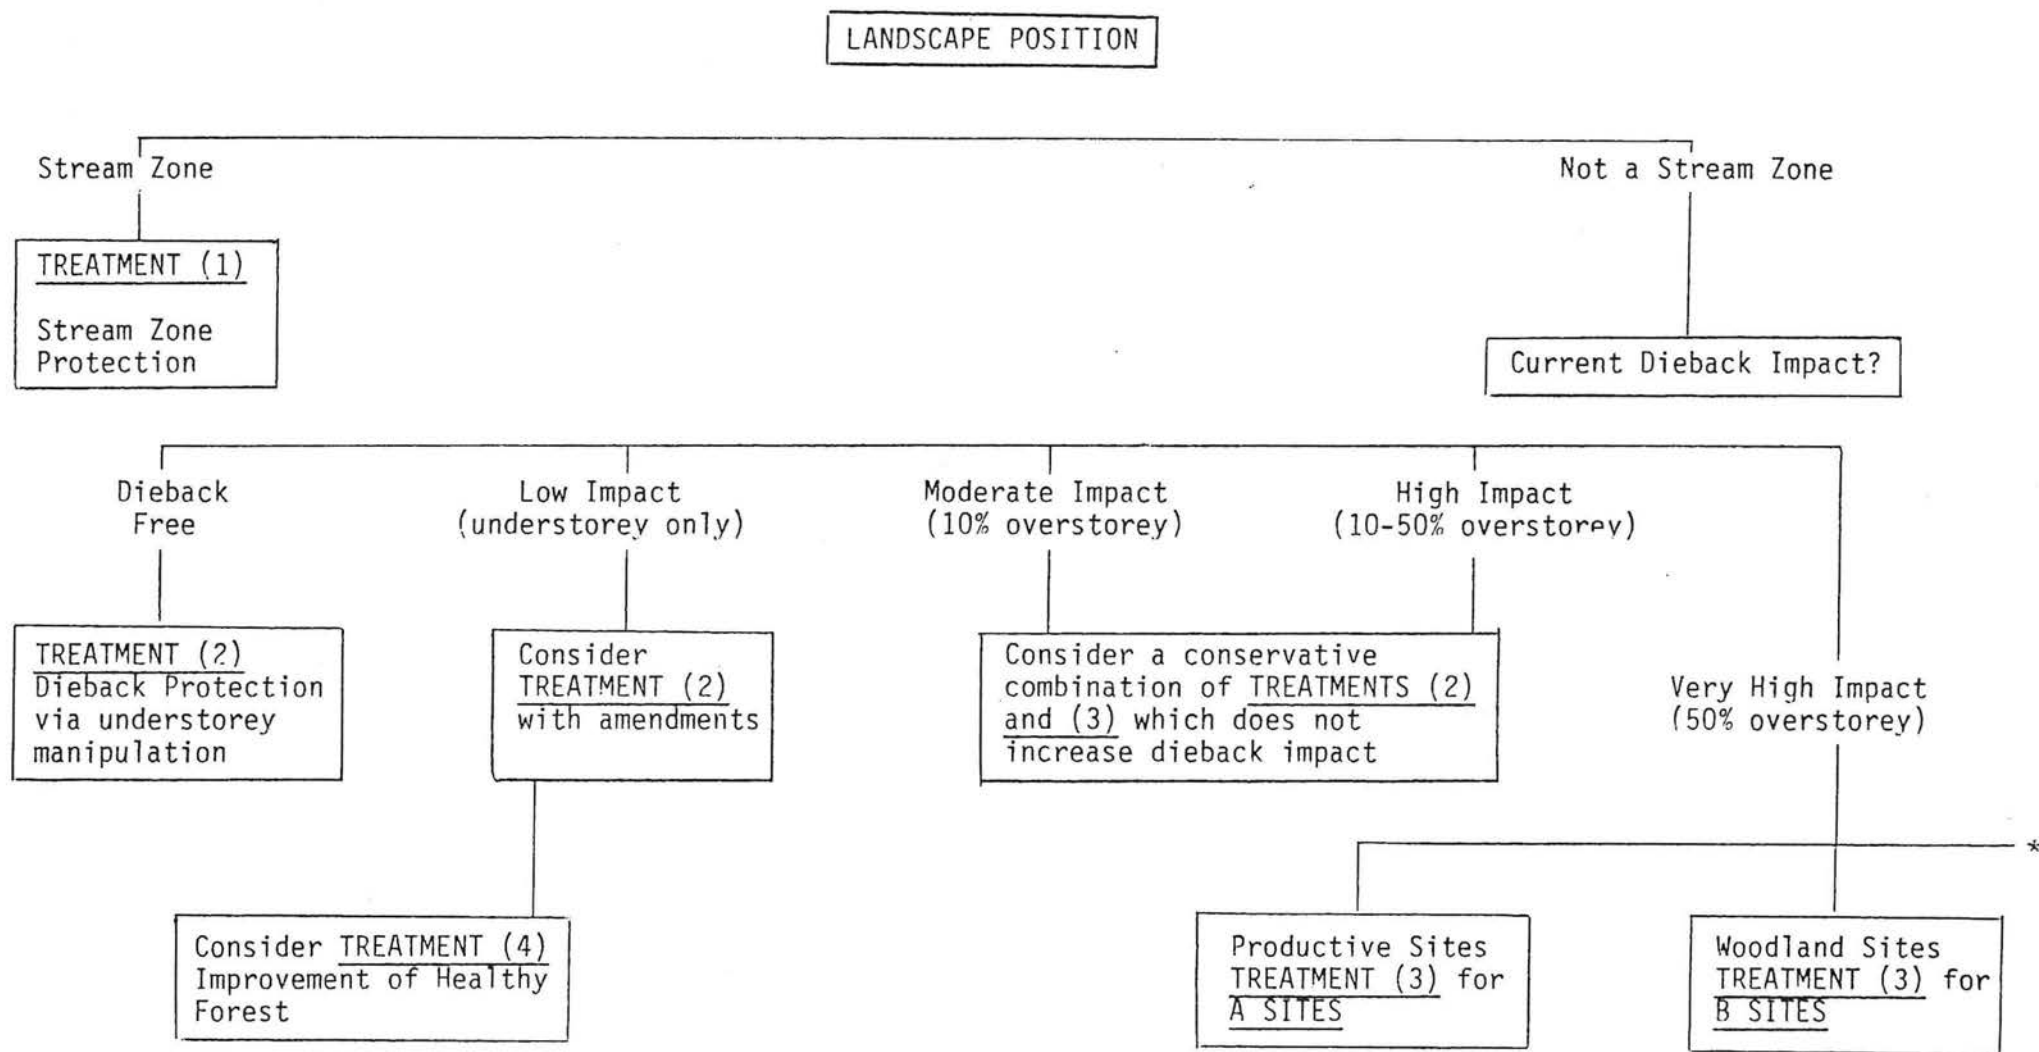 LANDSCAPE POSITION
Stream Zone
Not a Stream Zone
TREATMENT (1)
Stream Zone
Protection
Current Dieback Impact?
Dieback
Free
Low Impact
(understorey only)
Moderate Impact
(10% overstorey)
High Impact
(10-50% overstorey)
TREATMENT (2)
Dieback Protection
via understorey
manipulation
Consider
TREATMENT (2)
with amendments
Consider a conservative
combination of TREATMENTS (2)
and (3) which does not
increase dieback impact
Very High Impact
(50% overstorey)
*
Consider TREATMENT (4)
Improvement of Healthy
Forest
Productive Sites
TREATMENT (3) for
A SITES
Woodland Sites
TREATMENT (3) for
B SITES